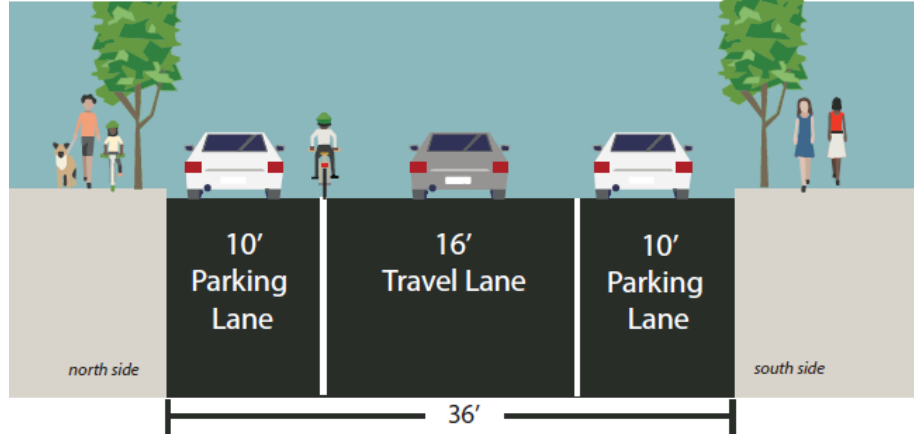 10’
Parking
Lane
16’
Travel Lane
10’
Parking
Lane
north side
south side
36’